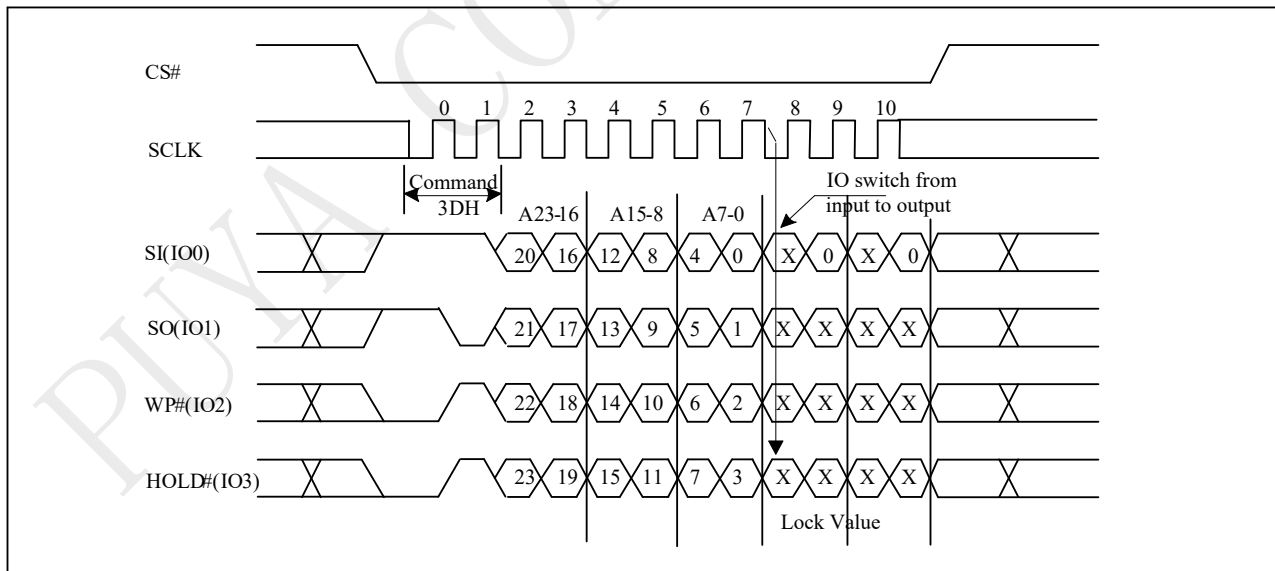 CS#
0 1 2 3 4 5 6 7 8 9 10
SCLK
Command
3DH
IO switch from
input to output
A23-16 A15-8 A7-0
SI(IO0) 20 16 12 8 4 0 X 0 X 0
SO(IO1) 21 17 13 9 5 1 X X X X
WP#(IO2) 22 18 14 10 6 2 X X X X
HOLD#(IO3) 23 19 15 11 7 3 X X X X
Lock Value
PUYA CO